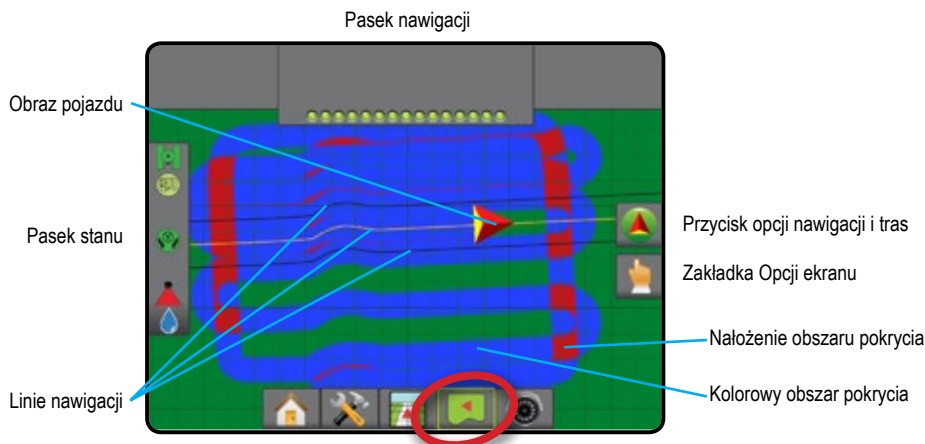 Pasek nawigacji
Obraz pojazdu
Pasek stanu
Przycisk opcji nawigacji i tras
Zakładka Opcji ekranu
Nałożenie obszaru pokrycia
Linie nawigacji
Kolorowy obszar pokrycia